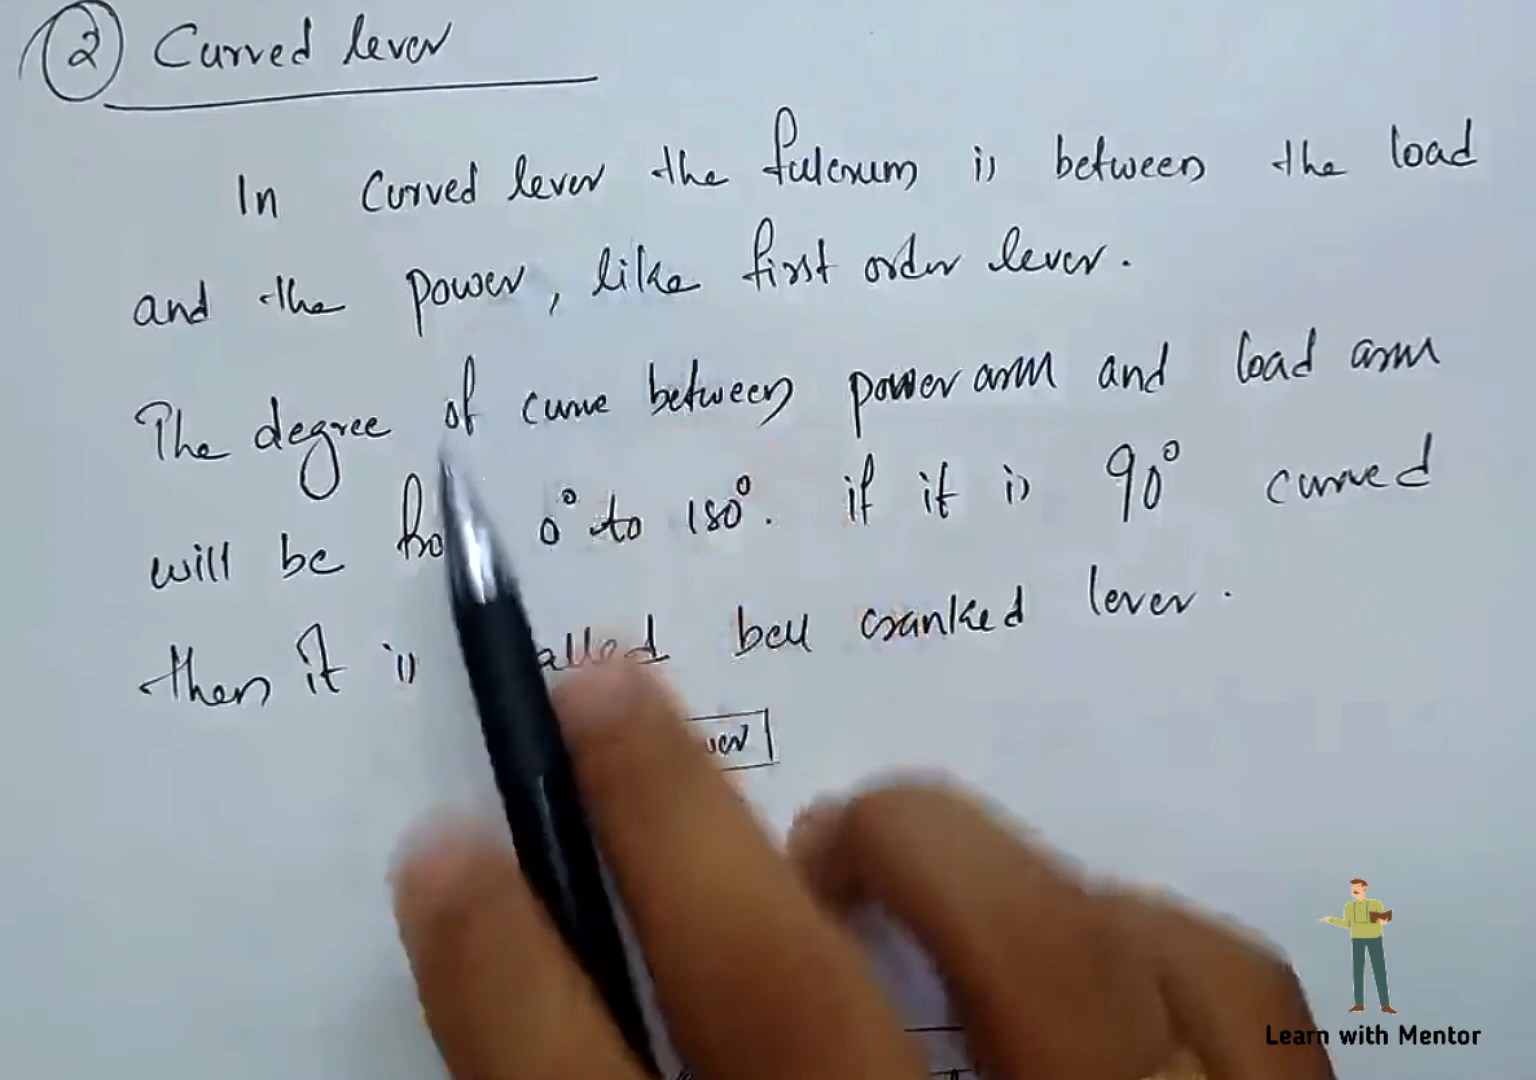 ② Curved lever
In curved lever the fulcrum is between the load
and the power, like first order lever.
The degree of curve between power arm and load arm
will be 0° to 180°. if it is 90° curved
then it is bell cranked lever.
Learn with Mentor